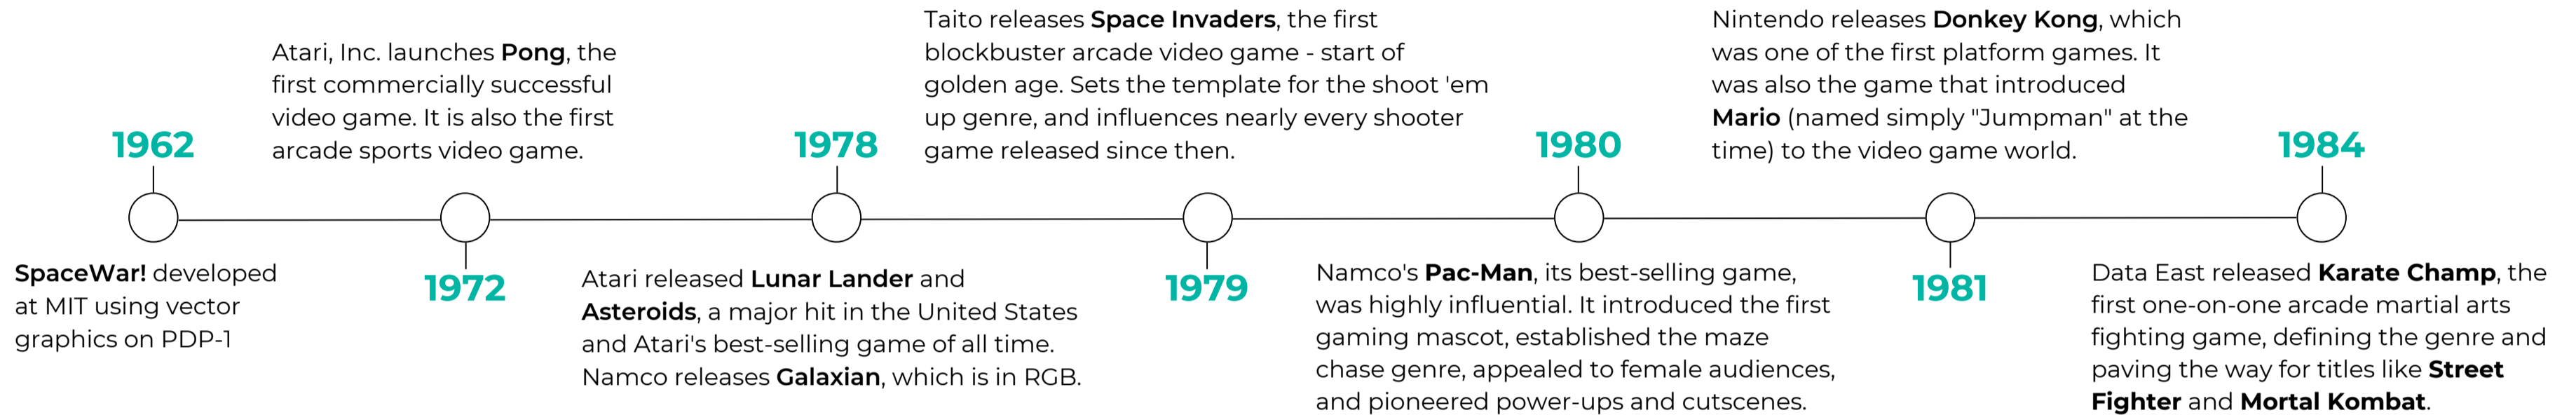 1962
SpaceWar! developed
at MIT using vector
graphics on PDP-1
Atari, Inc. launches Pong, the
first commercially successful
video game. It is also the first
arcade sports video game.
1972
1978
Atari released Lunar Lander and
Asteroids, a major hit in the United States
and Atari's best-selling game of all time.
Namco releases Galaxian, which is in RGB.
Taito releases Space Invaders, the first
blockbuster arcade video game - start of
golden age. Sets the template for the shoot 'em
up genre, and influences nearly every shooter
game released since then.
1979
1980
Namco's Pac-Man, its best-selling game,
was highly influential. It introduced the first
gaming mascot, established the maze
chase genre, appealed to female audiences,
and pioneered power-ups and cutscenes.
Nintendo releases Donkey Kong, which
was one of the first platform games. It
was also the game that introduced
Mario (named simply "Jumpman" at the
time) to the video game world.
1981
1984
Data East released Karate Champ, the
first one-on-one arcade martial arts
fighting game, defining the genre and
paving the way for titles like Street
Fighter and Mortal Kombat.